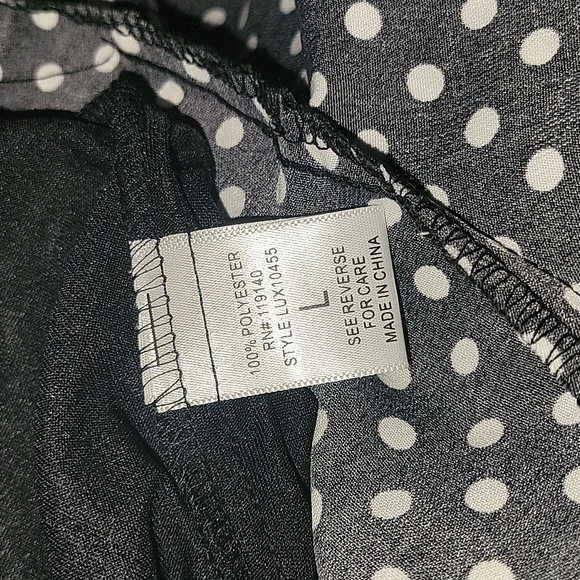 100% POLYESTER
RN# 119140
STYLE LUX10455
L
SEE REVERSE
FOR CARE
MADE IN CHINA